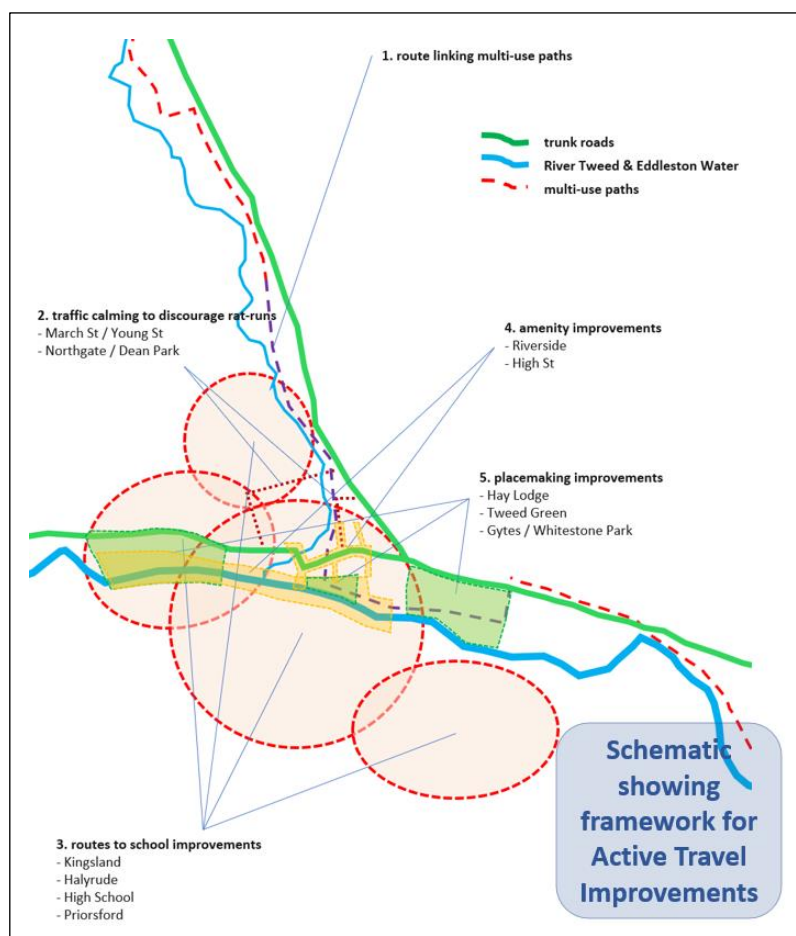 1. route linking multi-use paths
trunk roads
River Tweed & Eddleston Water
multi-use paths
2. traffic calming to discourage rat-runs
- March St / Young St
- Northgate / Dean Park
4. amenity improvements
- Riverside
- High St
5. placemaking improvements
- Hay Lodge
- Tweed Green
- Gytes / Whitestone Park
3. routes to school improvements
- Kingsland
- Halyrude
- High School
- Priorsford
Schematic
showing
framework for
Active Travel
Improvements